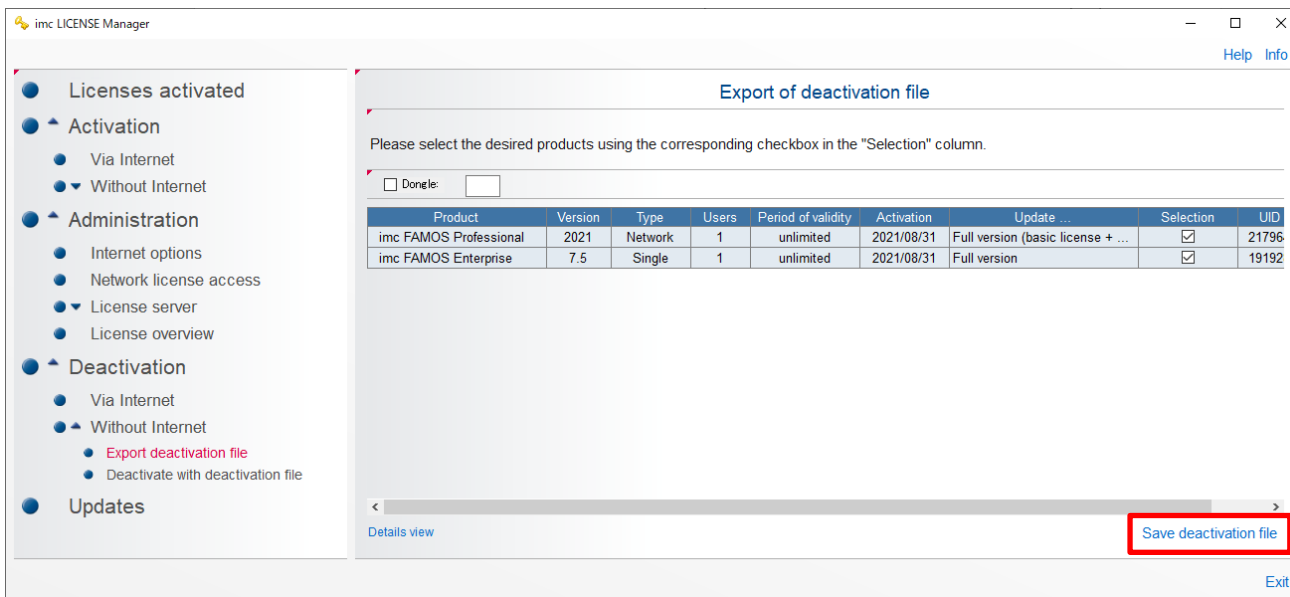 imc LICENSE Manager
Help Info
Licenses activated
Activation
Via Internet
Without Internet
Administration
Internet options
Network license access
License server
License overview
Deactivation
Via Internet
Without Internet
Export deactivation file
Deactivate with deactivation file
Updates
Export of deactivation file
Please select the desired products using the corresponding checkbox in the "Selection" column.
Dongle:
Product Version Type Users Period of validity Activation Update ... Selection UID
imc FAMOS Professional 2021 Network 1 unlimited 2021/08/31 Full version (basic license + ... 21796
imc FAMOS Enterprise 7.5 Single 1 unlimited 2021/08/31 Full version 19192
Details view
Save deactivation file
Exit